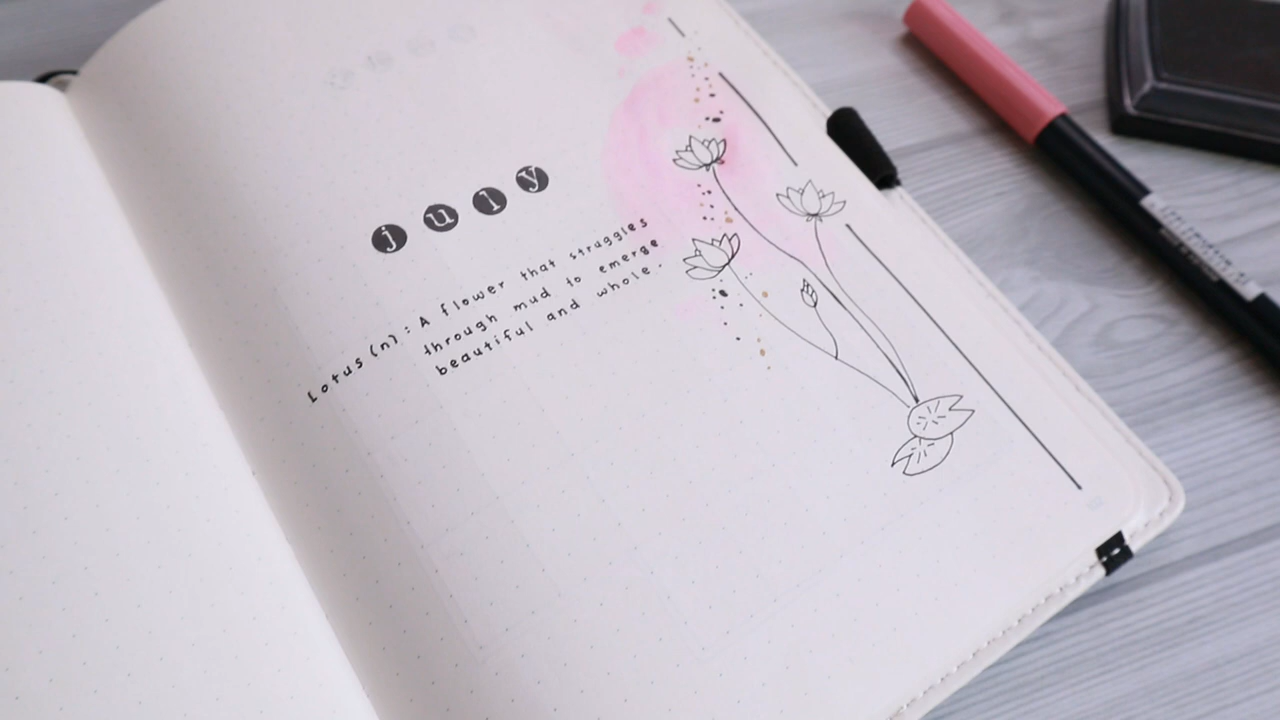 july
Lotus (n): A flower that struggles
through mud to emerge
beautiful and whole.